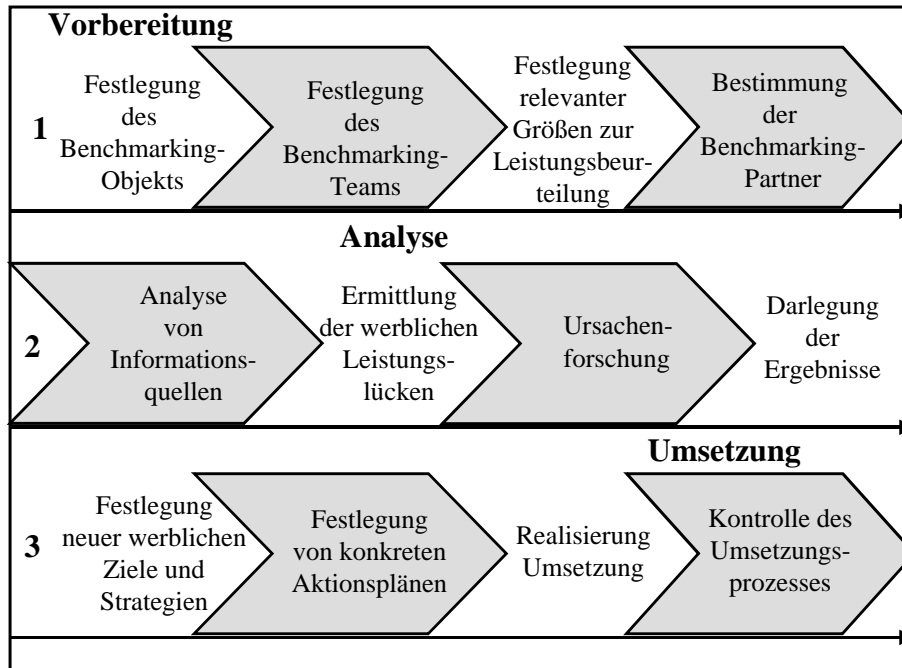 Vorbereitung
1
Festlegung
des
Benchmarking-
Objekts
Festlegung
des
Benchmarking-
Teams
Festlegung
relevanter
Größen zur
Leistungsbeur-
teilung
Bestimmung
der
Benchmarking-
Partner
Analyse
2
Analyse
von
Informations-
quellen
Ermittlung
der werblichen
Leistungs-
lücken
Ursachen-
forschung
Darlegung
der
Ergebnisse
Umsetzung
3
Festlegung
neuer werblichen
Ziele und
Strategien
Festlegung
von konkreten
Aktionsplänen
Realisierung
Umsetzung
Kontrolle des
Umsetzungs-
prozesses